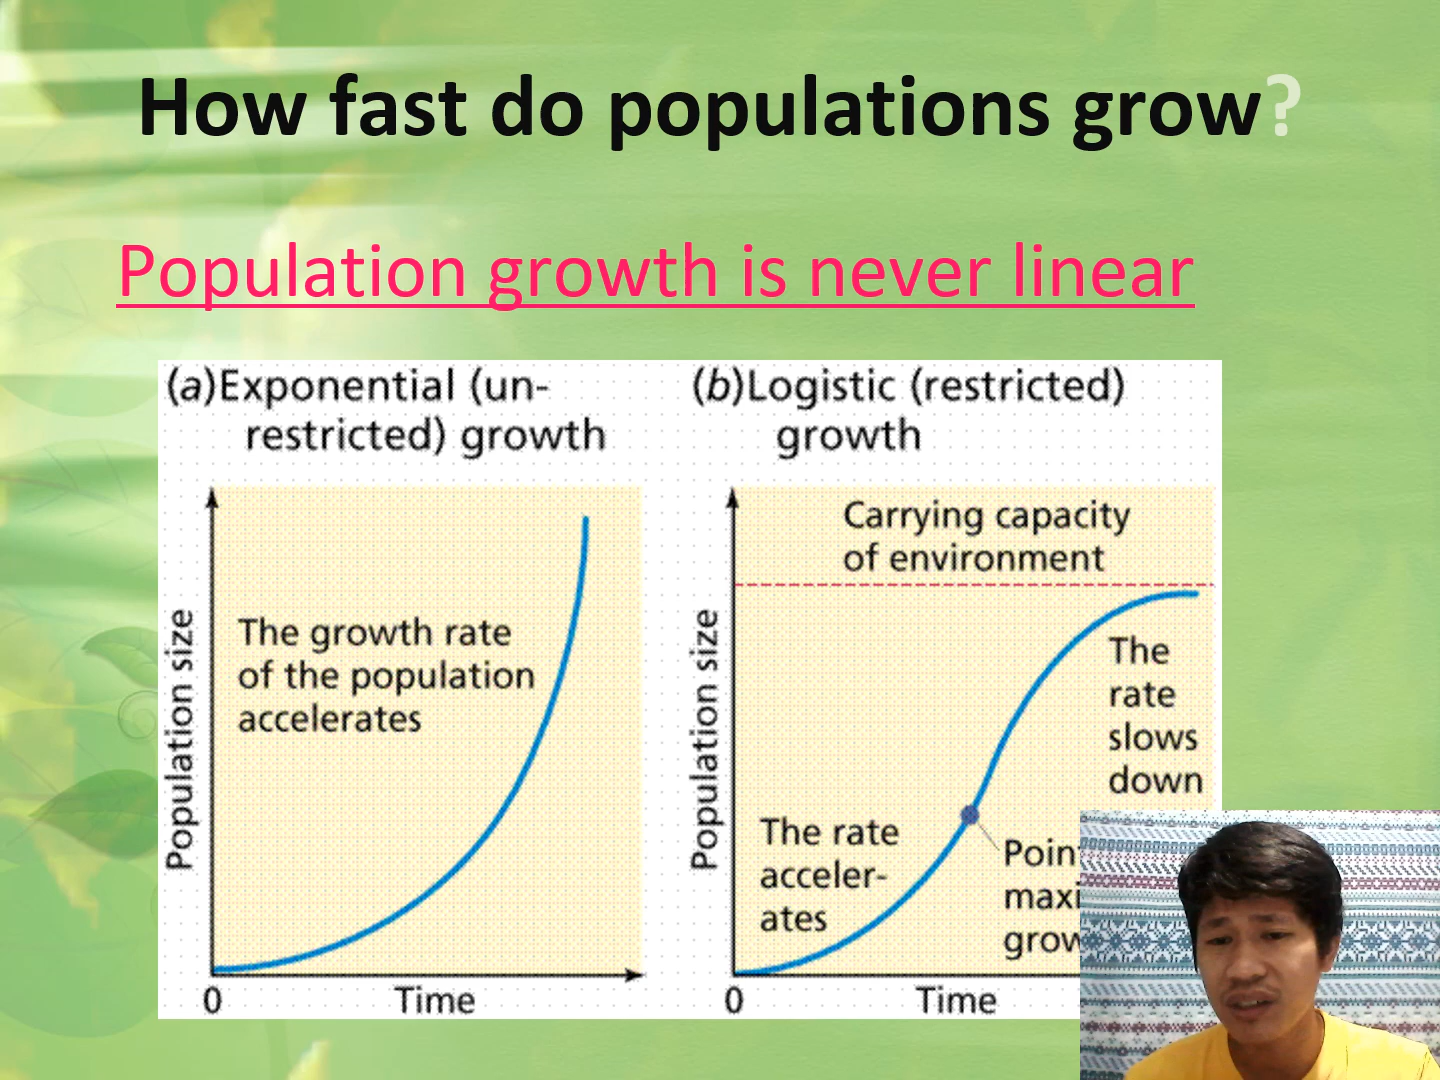 How fast do populations grow?
Population growth is never linear
(a)Exponential (un-
restricted) growth
Population size
The growth rate
of the population
accelerates
0
Time
(b)Logistic (restricted)
growth
Carrying capacity
of environment
Population size
The
rate
slows
down
The rate
acceler-
ates
0
Time